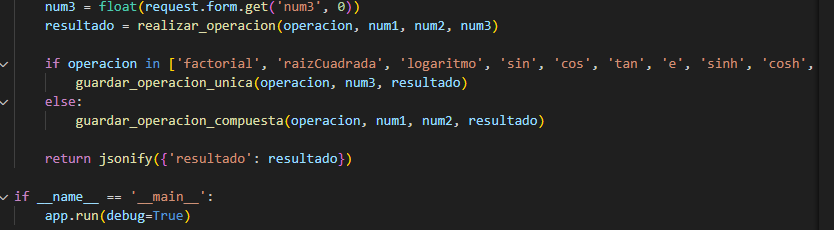 num3 = float(request.form.get('num3', 0))
resultado = realizar_operacion(operacion, num1, num2, num3)
if operacion in ['factorial', 'raizCuadrada', 'logaritmo', 'sin', 'cos', 'tan', 'e', 'sinh', 'cosh',
guardar_operacion_unica(operacion, num3, resultado)
else:
guardar_operacion_compuesta(operacion, num1, num2, resultado)
return jsonify({'resultado': resultado})
if __name__ == '__main__':
app.run(debug=True)